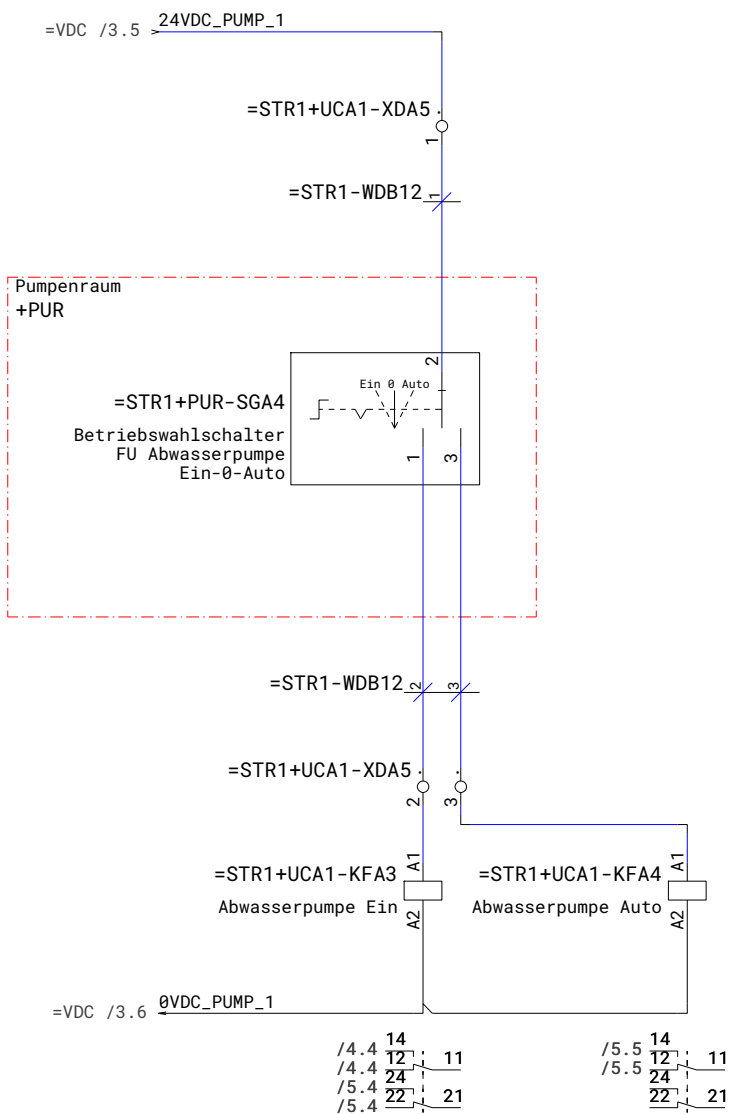 =VDC /3.5
24VDC_PUMP_1
=STR1+UCA1-XDA5
1
=STR1-WDB12
1
Pumpenraum
+PUR
2
Ein 0 Auto
=STR1+PUR-SGA4
Betriebswahlschalter
FU Abwasserpumpe
Ein-0-Auto
1
3
=STR1-WDB12
2
3
=STR1+UCA1-XDA5
2
3
=STR1+UCA1-KFA3
Abwasserpumpe Ein
A1
A2
=STR1+UCA1-KFA4
Abwasserpumpe Auto
A1
A2
=VDC /3.6
0VDC_PUMP_1
/4.4 14
/4.4 12 11
/5.4 24
/5.4 22 21
/5.5 14
/5.5 12 11
24
22 21